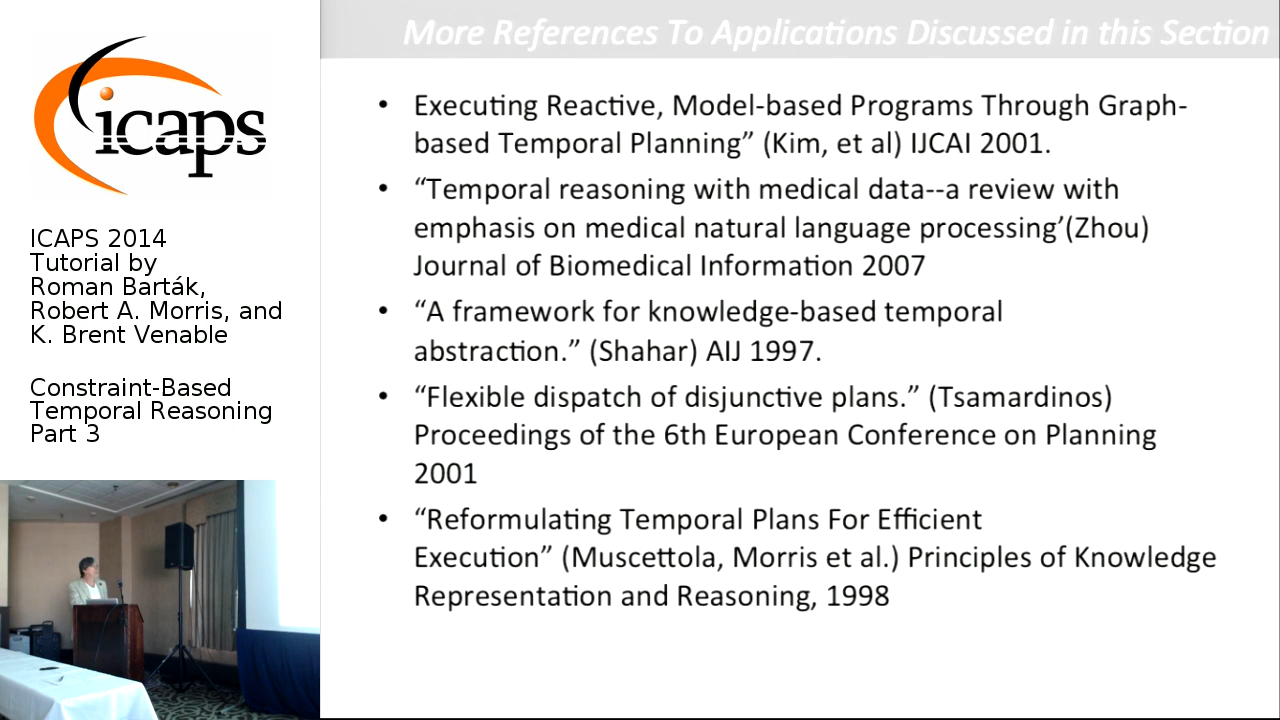 icaps
ICAPS 2014
Tutorial by
Roman Barták,
Robert A. Morris, and
K. Brent Venable
Constraint-Based
Temporal Reasoning
Part 3
More References To Applications Discussed in this Section
• Executing Reactive, Model-based Programs Through Graph-
based Temporal Planning” (Kim, et al) IJCAI 2001.
• “Temporal reasoning with medical data--a review with
emphasis on medical natural language processing’(Zhou)
Journal of Biomedical Information 2007
• “A framework for knowledge-based temporal
abstraction.” (Shahar) AIJ 1997.
• “Flexible dispatch of disjunctive plans.” (Tsamardinos)
Proceedings of the 6th European Conference on Planning
2001
• “Reformulating Temporal Plans For Efficient
Execution” (Muscettola, Morris et al.) Principles of Knowledge
Representation and Reasoning, 1998